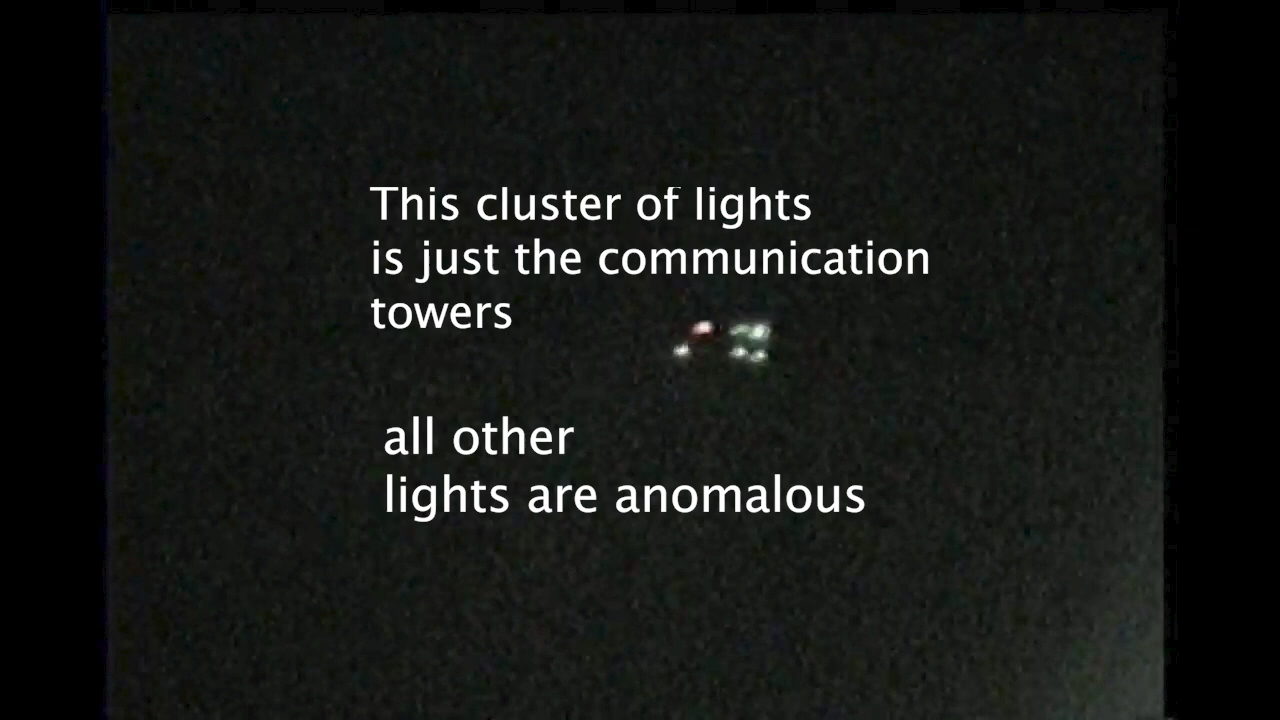 This cluster of lights
is just the communication
towers
all other
lights are anomalous